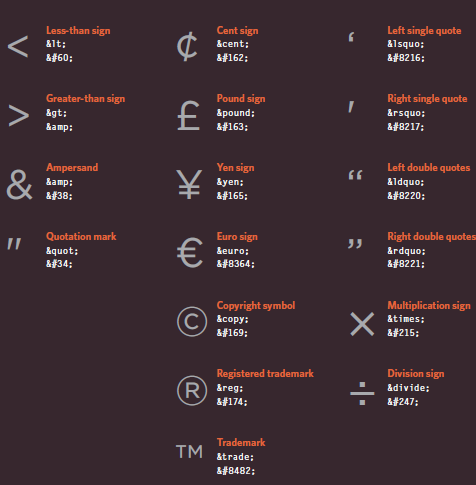 <
Less-than sign
&lt;
&#60;
>
Greater-than sign
&gt;
&amp;
&
Ampersand
&amp;
&#38;
"
Quotation mark
&quot;
&#34;
¢
Cent sign
&cent;
&#162;
£
Pound sign
&pound;
&#163;
¥
Yen sign
&yen;
&#165;
€
Euro sign
&euro;
&#8364;
©
Copyright symbol
&copy;
&#169;
®
Registered trademark
&reg;
&#174;
™
Trademark
&trade;
&#8482;
‘
Left single quote
&lsquo;
&#8216;
'
Right single quote
&rsquo;
&#8217;
“
Left double quotes
&ldquo;
&#8220;
”
Right double quotes
&rdquo;
&#8221;
×
Multiplication sign
&times;
&#215;
÷
Division sign
&divide;
&#247;